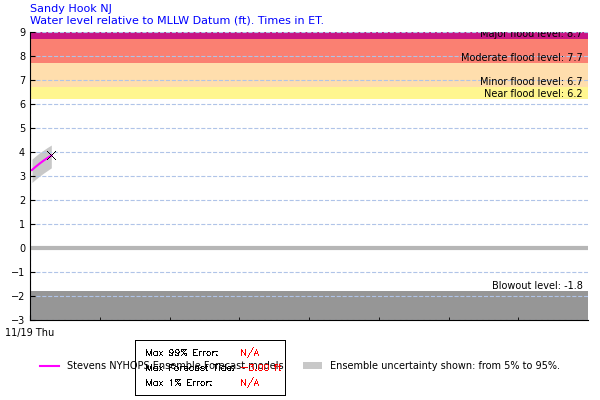 Sandy Hook NJ
Water level relative to MLLW Datum (ft). Times in ET.
9
Major flood level: 8.7
8
Moderate flood level: 7.7
7
Minor flood level: 6.7
Near flood level: 6.2
6
5
4
3
2
1
0
−1
Blowout level: -1.8
−2
−3
11/19 Thu
Max 99% Error: N/A
Stevens NYHOPS Ensemble Forecast models
Ensemble uncertainty shown: from 5% to 95%.
Max Forecast Tide:
Max 1% Error: N/A